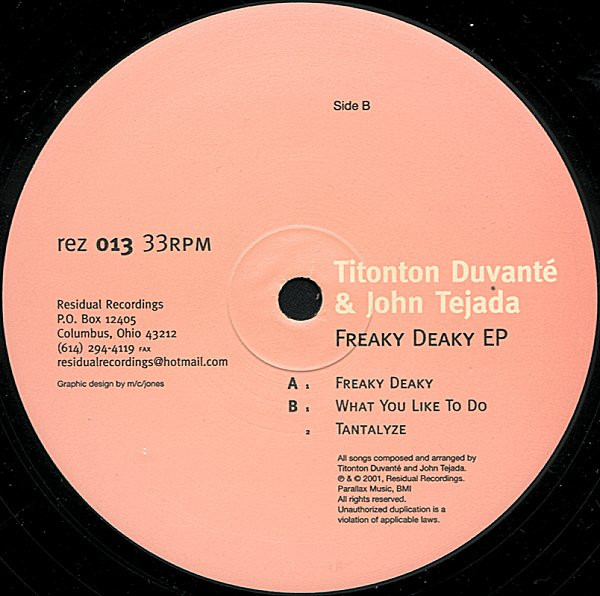 Side B
rez 013 33RPM
Residual Recordings
P.O. Box 12405
Columbus, Ohio 43212
(614) 294-4119 FAX
residualrecordings@hotmail.com
Graphic design by m/c/jones
Titonton Duvanté
& John Tejada
Freaky Deaky EP
A 1 Freaky Deaky
B 1 What You Like To Do
2 Tantalyze
All songs composed and arranged by
Titonton Duvanté and John Tejada.
℗ & © 2001, Residual Recordings.
Parallax Music, BMI
All rights reserved.
Unauthorized duplication is a
violation of applicable laws.